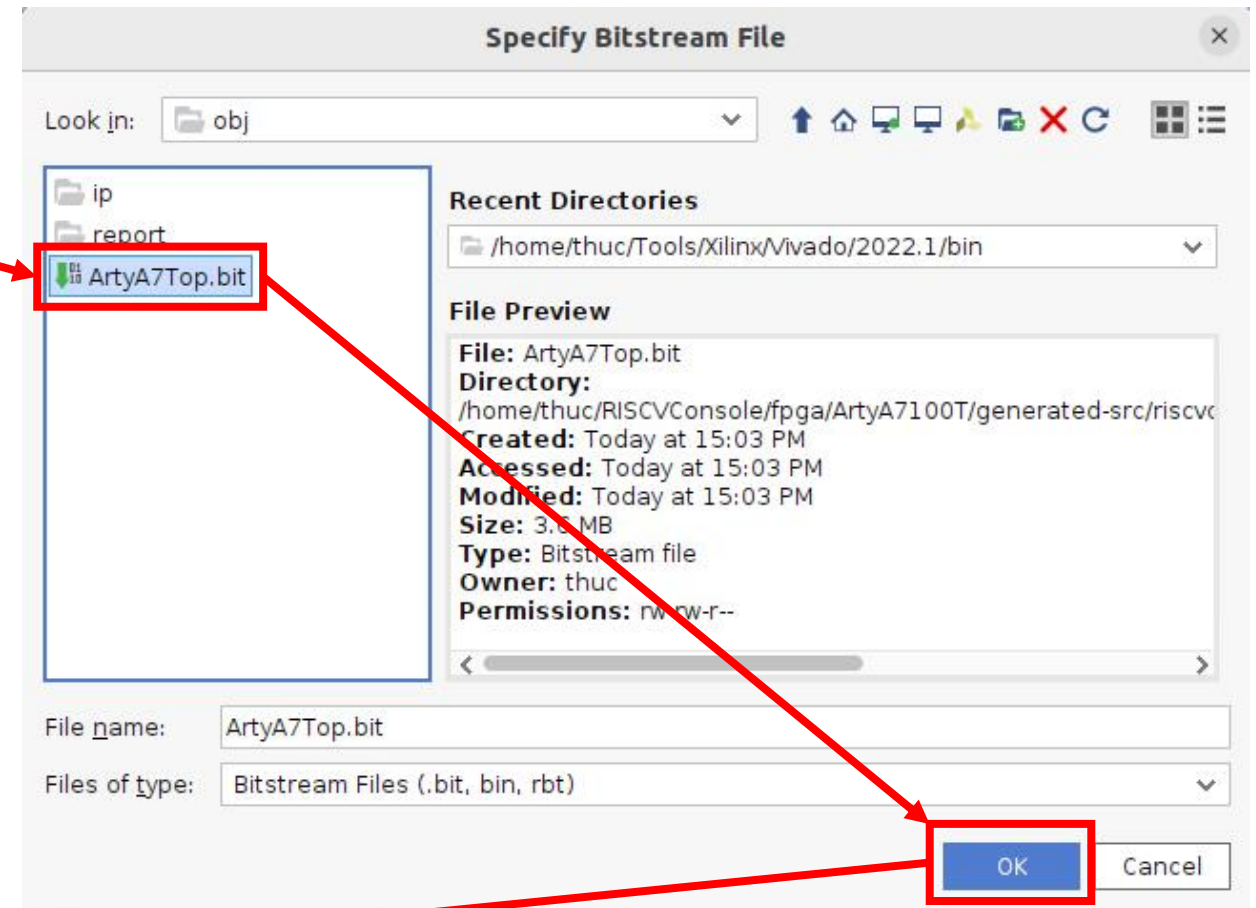 Specify Bitstream File
Look in: obj
ip
report
ArtyA7Top.bit
Recent Directories
/home/thuc/Tools/Xilinx/Vivado/2022.1/bin
File Preview
File: ArtyA7Top.bit
Directory:
/home/thuc/RISCVConsole/fpga/ArtyA7100T/generated-src/riscvc
Created: Today at 15:03 PM
Accessed: Today at 15:03 PM
Modified: Today at 15:03 PM
Size: 3.6 MB
Type: Bitstream file
Owner: thuc
Permissions: rw-rw-r--
File name: ArtyA7Top.bit
Files of type: Bitstream Files (.bit, bin, rbt)
OK Cancel